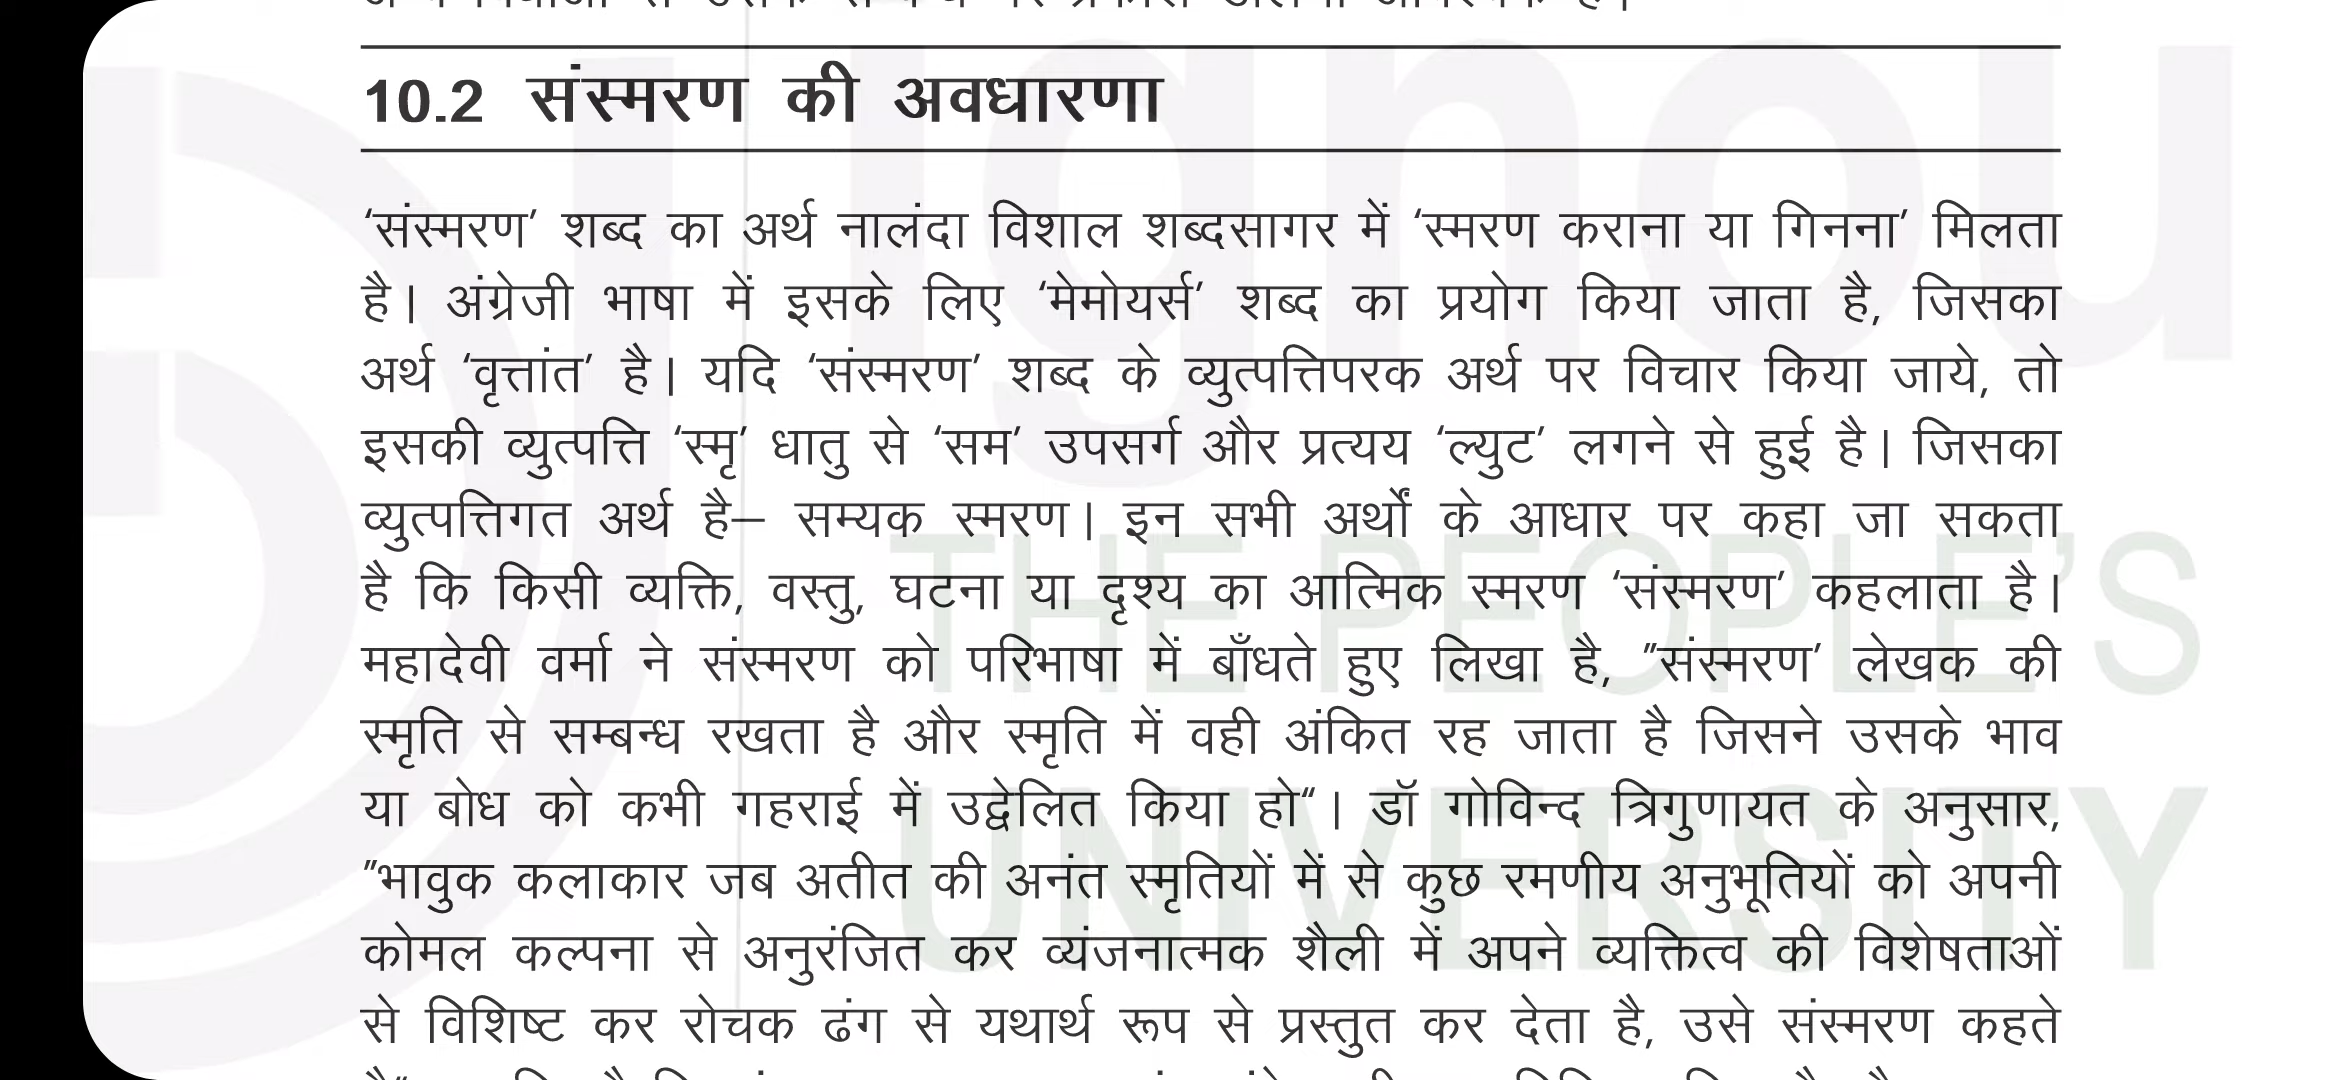 10.2 संस्मरण की अवधारणा
‘संस्मरण’ शब्द का अर्थ नालंदा विशाल शब्दसागर में ‘स्मरण कराना या गिनना’ मिलता
है। अंग्रेजी भाषा में इसके लिए ‘मेमोयर्स’ शब्द का प्रयोग किया जाता है, जिसका
अर्थ ‘वृत्तांत’ है। यदि ‘संस्मरण’ शब्द के व्युत्पत्तिपरक अर्थ पर विचार किया जाये, तो
इसकी व्युत्पत्ति ‘स्मृ’ धातु से ‘सम’ उपसर्ग और प्रत्यय ‘ल्युट’ लगने से हुई है। जिसका
व्युत्पत्तिगत अर्थ है– सम्यक स्मरण। इन सभी अर्थों के आधार पर कहा जा सकता
है कि किसी व्यक्ति, वस्तु, घटना या दृश्य का आत्मिक स्मरण ‘संस्मरण’ कहलाता है।
महादेवी वर्मा ने संस्मरण को परिभाषा में बाँधते हुए लिखा है, ”संस्मरण’ लेखक की
स्मृति से सम्बन्ध रखता है और स्मृति में वही अंकित रह जाता है जिसने उसके भाव
या बोध को कभी गहराई में उद्वेलित किया हो“। डॉ गोविन्द त्रिगुणायत के अनुसार,
”भावुक कलाकार जब अतीत की अनंत स्मृतियों में से कुछ रमणीय अनुभूतियों को अपनी
कोमल कल्पना से अनुरंजित कर व्यंजनात्मक शैली में अपने व्यक्तित्व की विशेषताओं
से विशिष्ट कर रोचक ढंग से यथार्थ रूप से प्रस्तुत कर देता है, उसे संस्मरण कहते
ignou
THE PEOPLE’S
UNIVERSITY